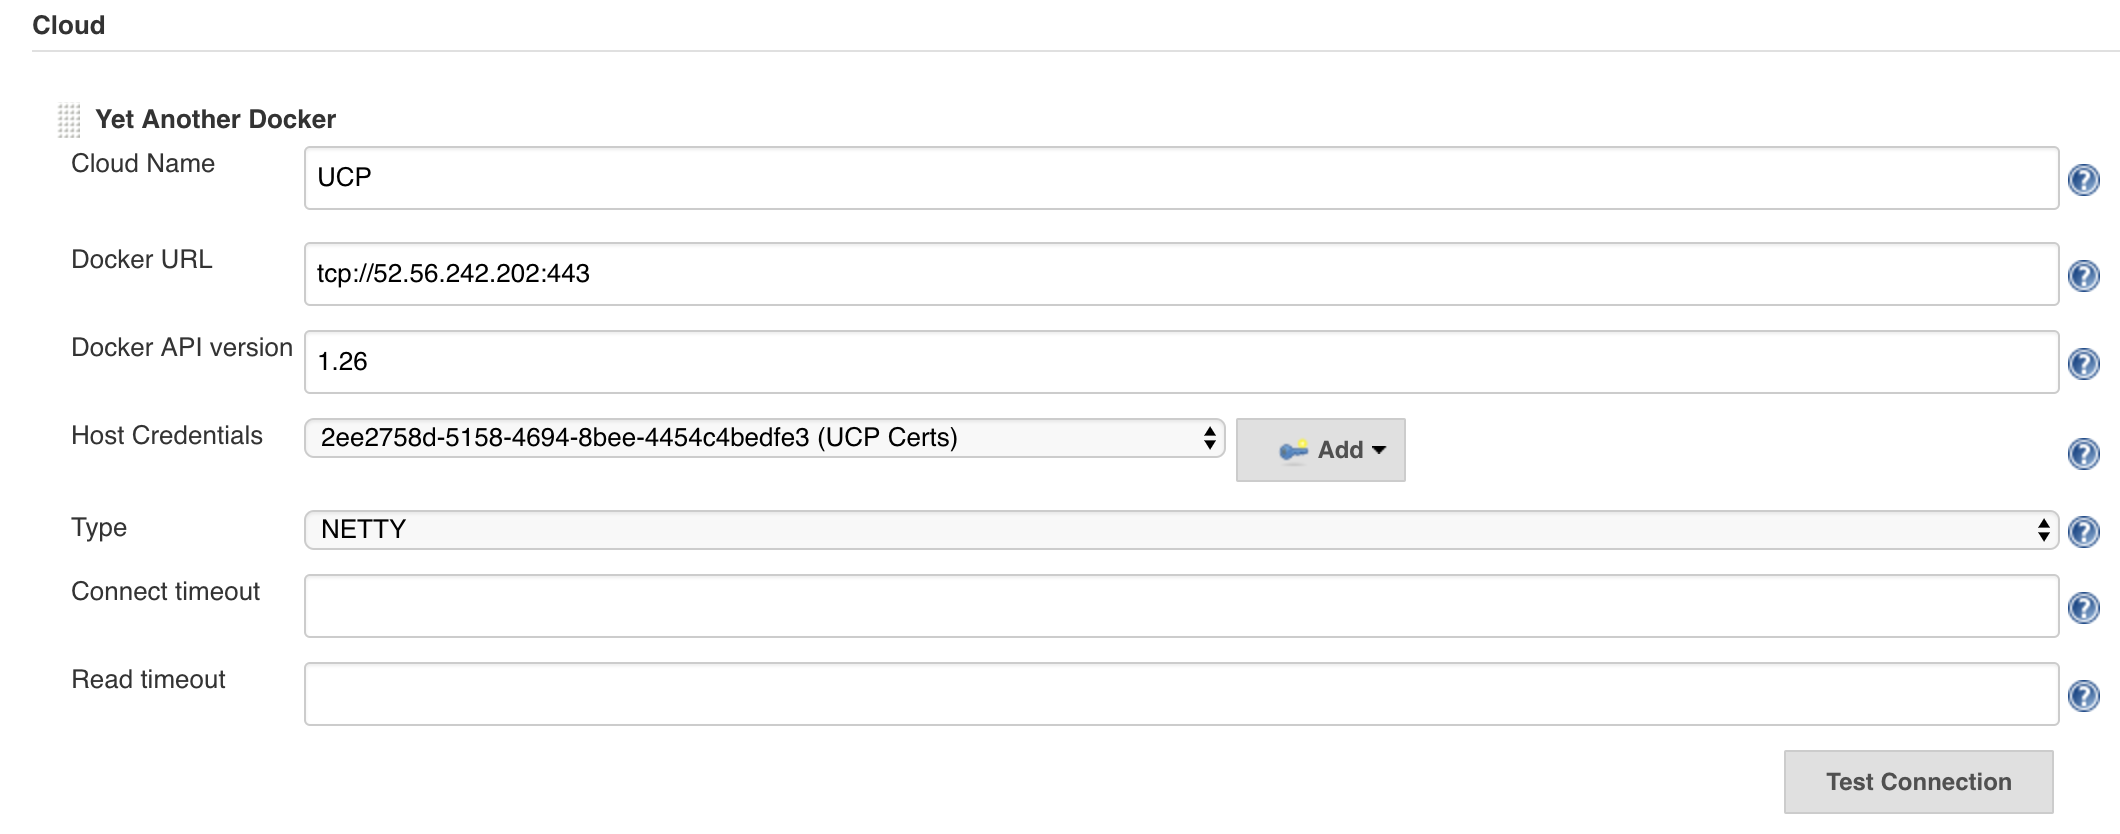 Cloud
Yet Another Docker
Cloud Name UCP
Docker URL tcp://52.56.242.202:443
Docker API version 1.26
Host Credentials 2ee2758d-5158-4694-8bee-4454c4bedfe3 (UCP Certs) Add
Type NETTY
Connect timeout
Read timeout
Test Connection